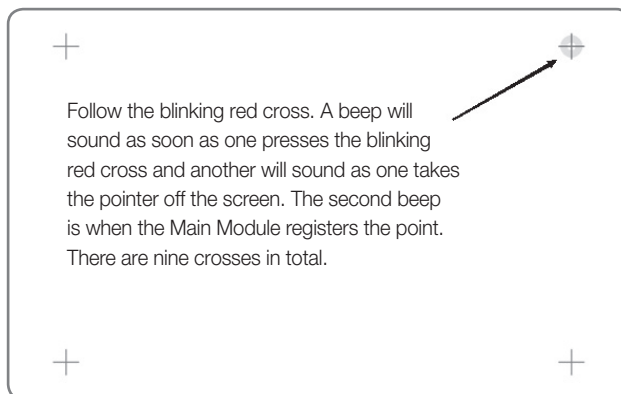 Follow the blinking red cross. A beep will
sound as soon as one presses the blinking
red cross and another will sound as one takes
the pointer off the screen. The second beep
is when the Main Module registers the point.
There are nine crosses in total.